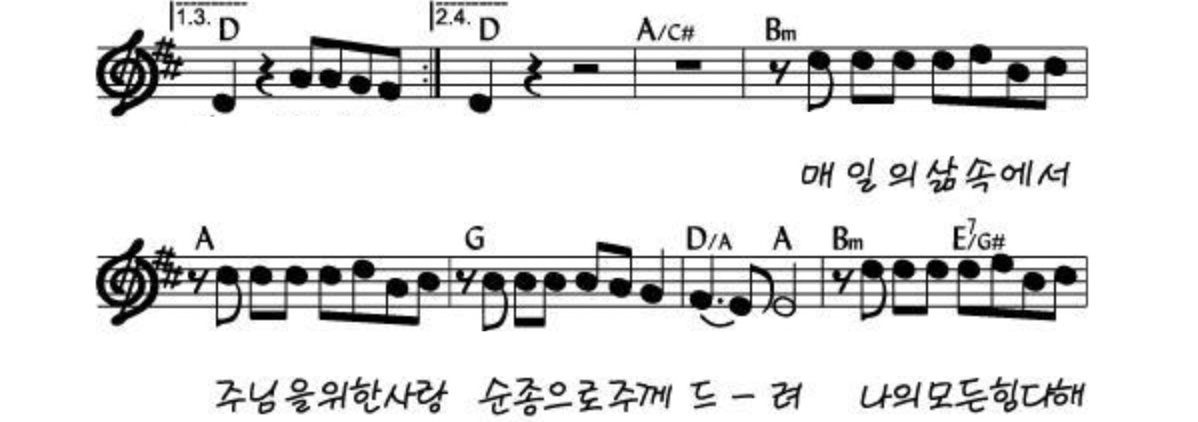 1.3. D 2.4. D A/C# Bm
매 일 의 삶 속 에 서
A G D/A A Bm E7/G#
주님을위한사랑 순종으로주께 드 - 려 나의모든힘다해